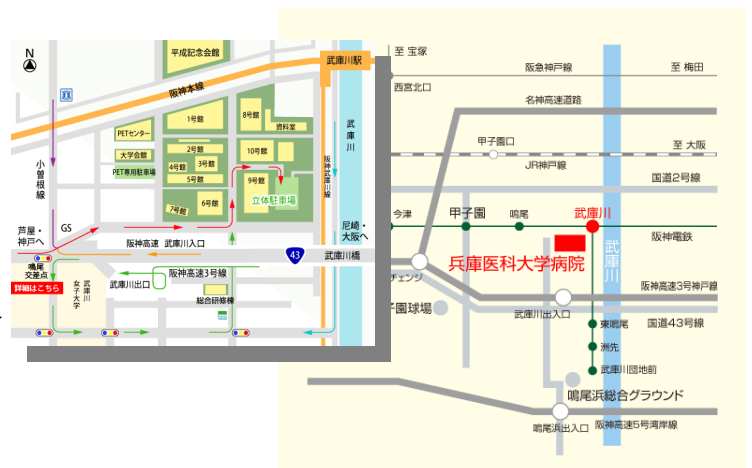 N
平成記念会館
武庫川駅
阪神本線
1号館
8号館
資料室
PETセンター
大学会館
PET専用駐車場
2号館
4号館
3号館
5号館
10号館
9号館
6号館
7号館
立体駐車場
武庫川
阪神武庫川線
小曽根線
芦屋・
神戸へ
GS
阪神高速 武庫川入口
尼崎・
大阪へ
43
武庫川橋
鳴尾
交差点
詳細はこちら
武庫川
女子大学
武庫川出口
阪神高速3号線
総合研修棟
至 宝塚
阪急神戸線
至 梅田
西宮北口
名神高速道路
甲子園口
至 大阪
JR神戸線
国道2号線
今津
甲子園
鳴尾
武庫川
阪神電鉄
兵庫医科大学病院
武庫川
チェンジ
阪神高速3号神戸線
子園球場
武庫川出入口
国道43号線
東鳴尾
洲先
武庫川団地前
鳴尾浜総合グラウンド
鳴尾浜出入口
阪神高速5号湾岸線